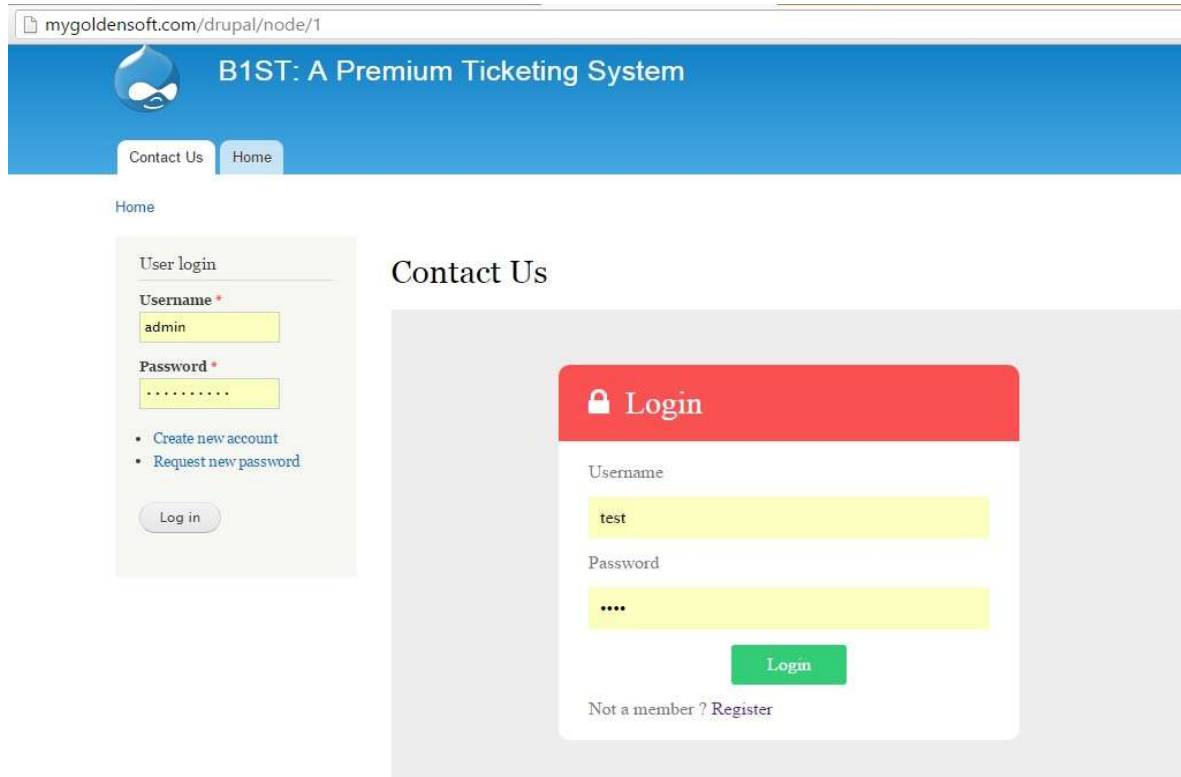 mygoldensoft.com/drupal/node/1
B1ST: A Premium Ticketing System
Contact Us
Home
Home
User login
Username *
admin
Password *
..........
Create new account
Request new password
Log in
Contact Us
Login
Username
test
Password
••••
Login
Not a member ? Register